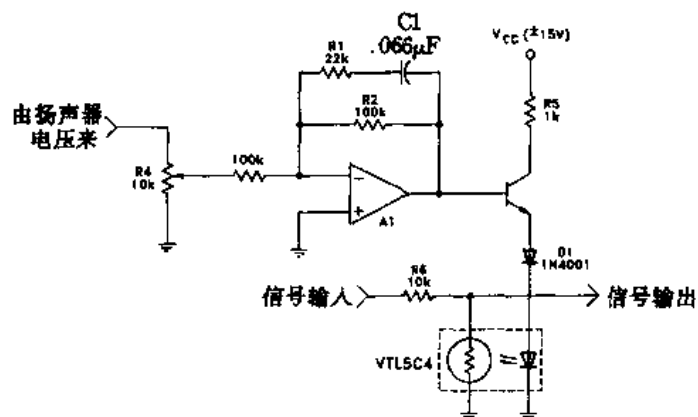 C1
.066μF
R1
22k
VCC (±15V)
R2
100k
R5
1k
由扬声器
电压来
R4
10k
100k
−
+
A1
D1
1N4001
信号输入
R6
10k
信号输出
VTL5C4